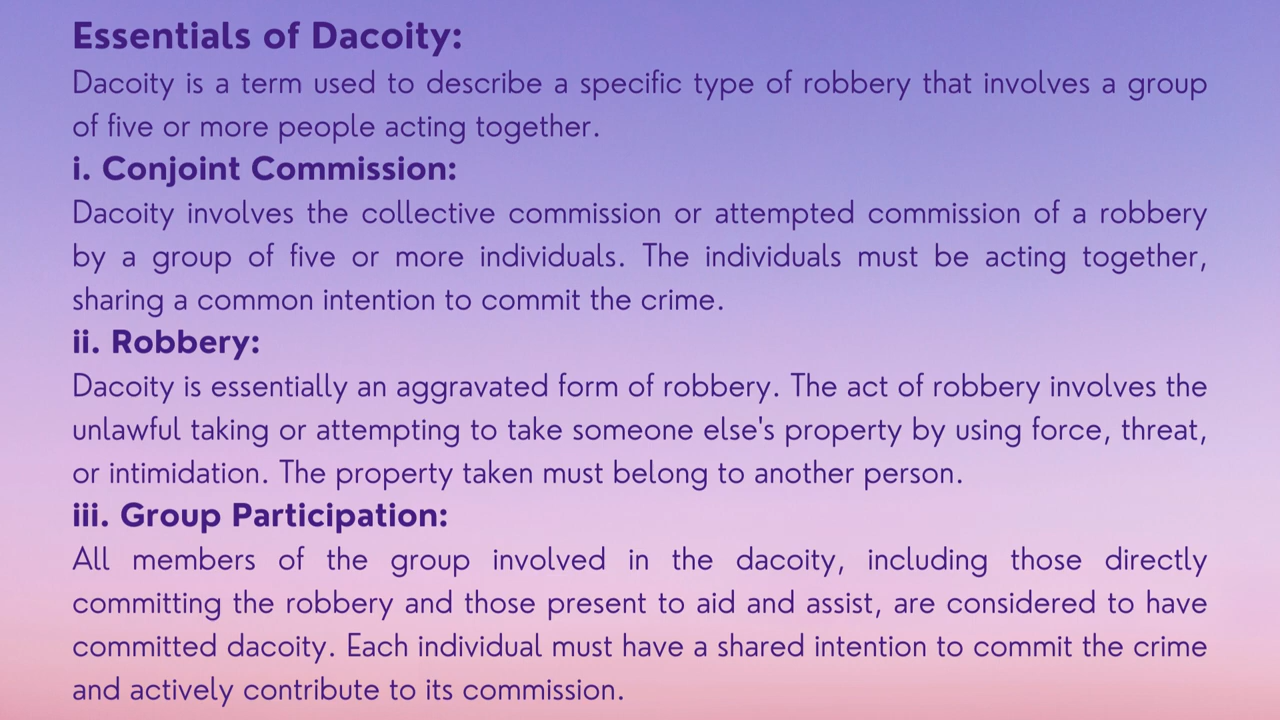 Essentials of Dacoity:
Dacoity is a term used to describe a specific type of robbery that involves a group
of five or more people acting together.
i. Conjoint Commission:
Dacoity involves the collective commission or attempted commission of a robbery
by a group of five or more individuals. The individuals must be acting together,
sharing a common intention to commit the crime.
ii. Robbery:
Dacoity is essentially an aggravated form of robbery. The act of robbery involves the
unlawful taking or attempting to take someone else's property by using force, threat,
or intimidation. The property taken must belong to another person.
iii. Group Participation:
All members of the group involved in the dacoity, including those directly
committing the robbery and those present to aid and assist, are considered to have
committed dacoity. Each individual must have a shared intention to commit the crime
and actively contribute to its commission.